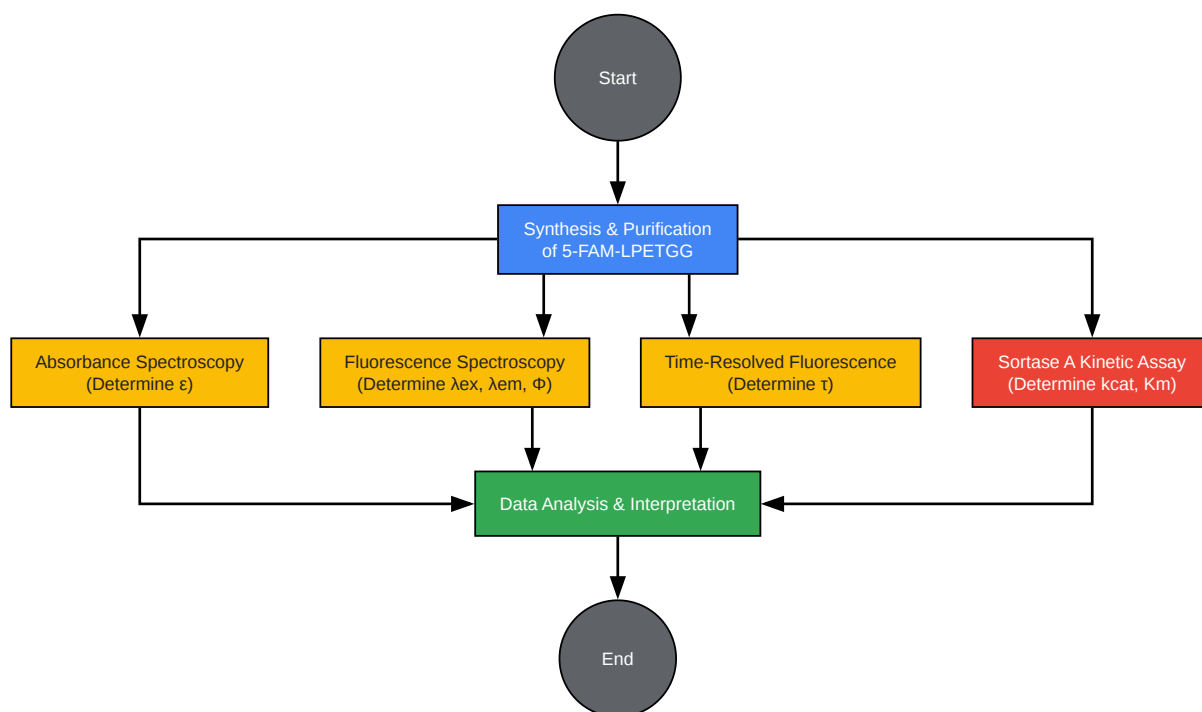 Start
Synthesis & Purification
of 5-FAM-LPETGG
Absorbance Spectroscopy
(Determine ε)
Fluorescence Spectroscopy
(Determine λex, λem, Φ)
Time-Resolved Fluorescence
(Determine τ)
Sortase A Kinetic Assay
(Determine kcat, Km)
Data Analysis & Interpretation
End